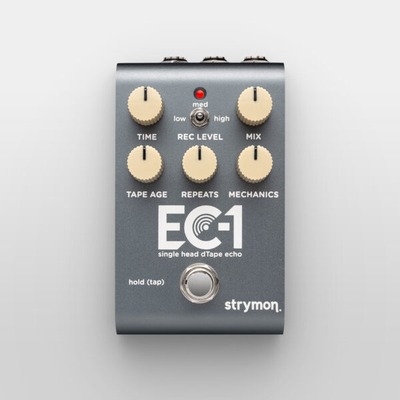 med
low high
TIME REC LEVEL MIX
TAPE AGE REPEATS MECHANICS
EC-1
single head dTape echo
hold (tap)
strymon.